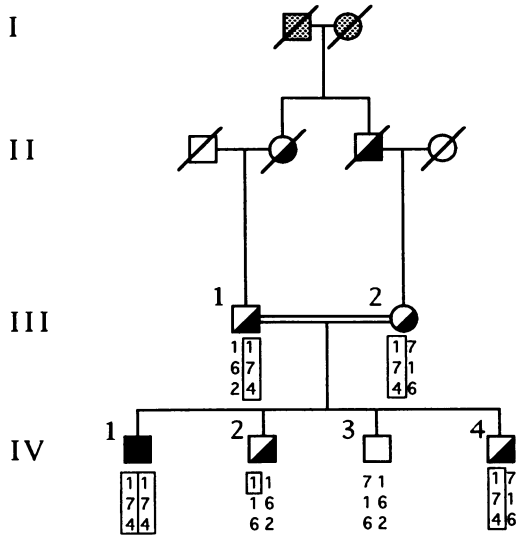 I
II
1 2
III
1 1 1 7
6 7 7 1
2 4 4 6
1 2 3 4
IV
1 1 1 1 7 1 1 7
7 7 1 6 1 6 7 1
4 4 6 2 6 2 4 6